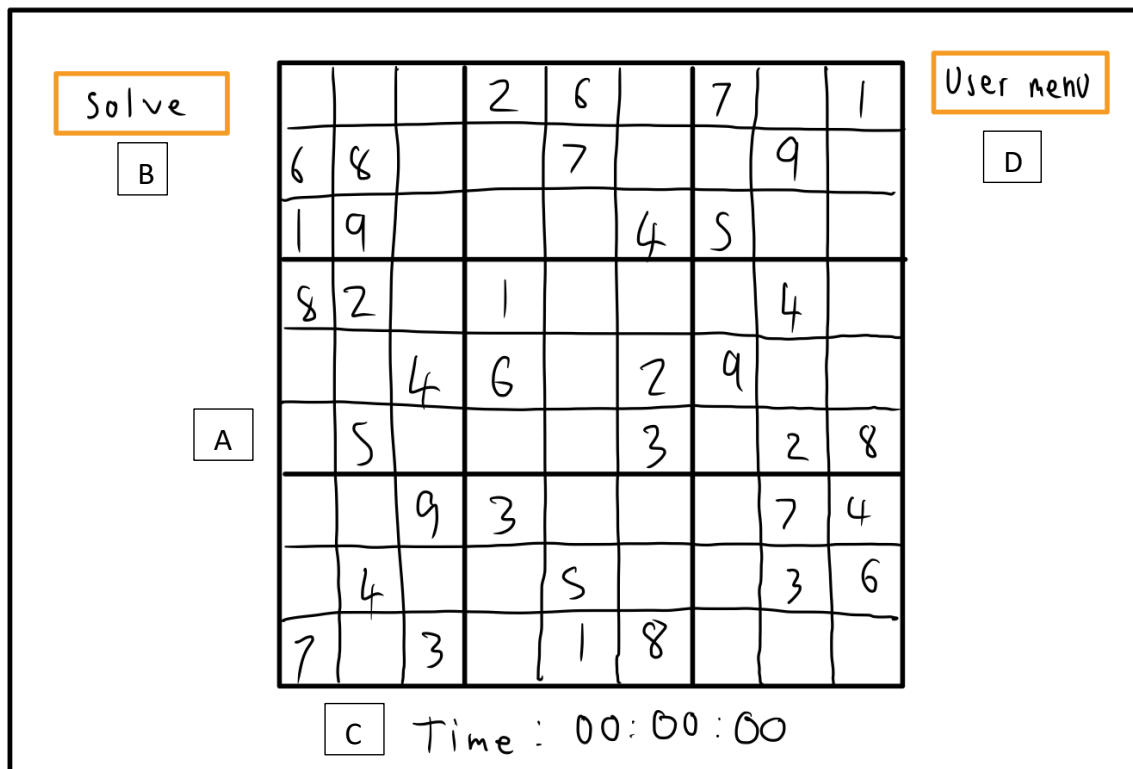 Solve
B
User menu
D
2 6 7 1
6 8 7 9
1 9 4 5
8 2 1 4
4 6 2 9
A
5 3 2 8
9 3 7 4
4 5 3 6
7 3 1 8
C
Time: 00:00:00